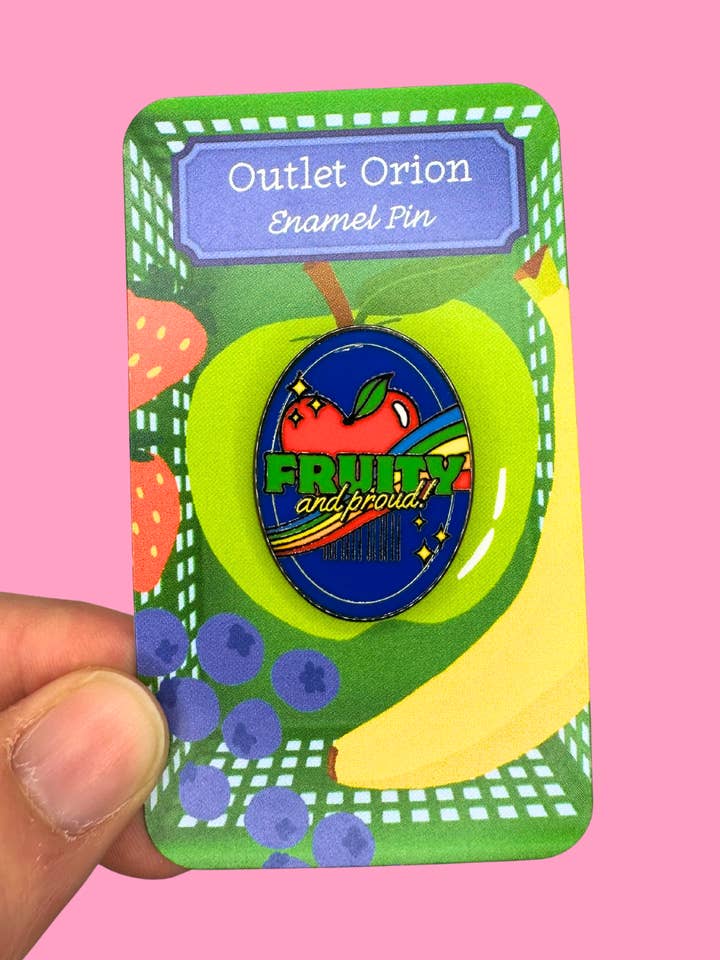 Outlet Orion
Enamel Pin
FRUITY
and proud!!